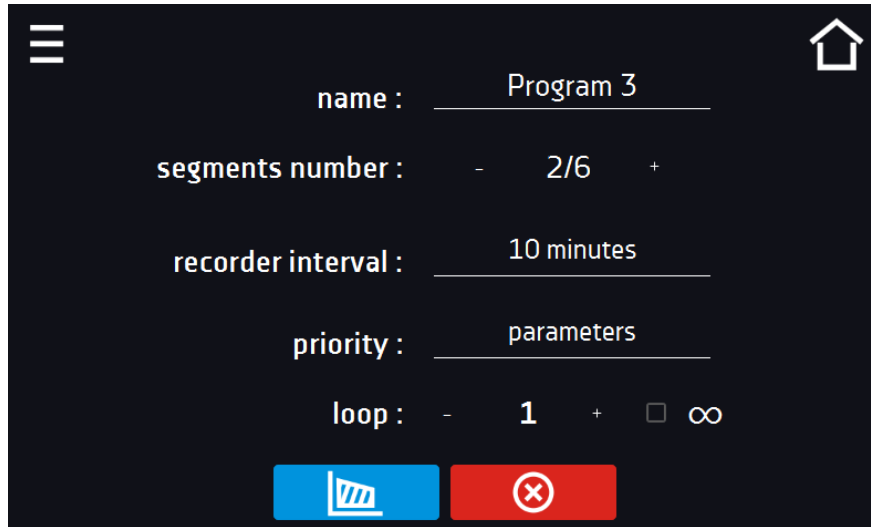 name : Program 3
segments number : - 2/6 +
recorder interval : 10 minutes
priority : parameters
loop : - 1 + ∞